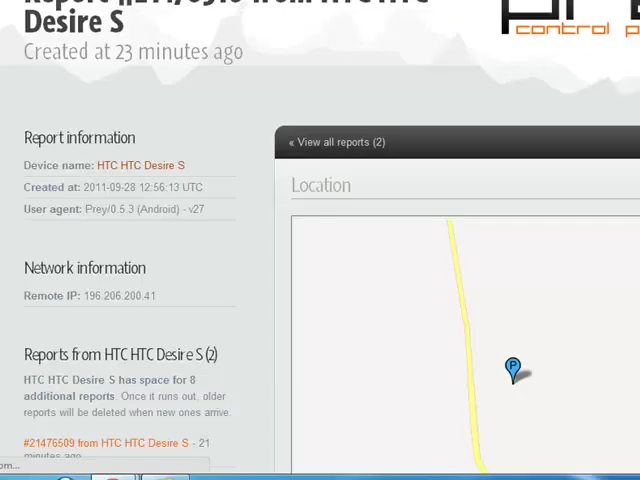 Desire S
Created at 23 minutes ago
control p
Report information
Device name: HTC HTC Desire S
Created at: 2011-09-28 12:56:13 UTC
User agent: Prey/0.5.3 (Android) - v27
Network information
Remote IP: 196.206.200.41
Reports from HTC HTC Desire S (2)
HTC HTC Desire S has space for 8
additional reports. Once it runs out, older
reports will be deleted when new ones arrive.
#21476509 from HTC HTC Desire S - 21
minutes ago
« View all reports (2)
Location
P
om...